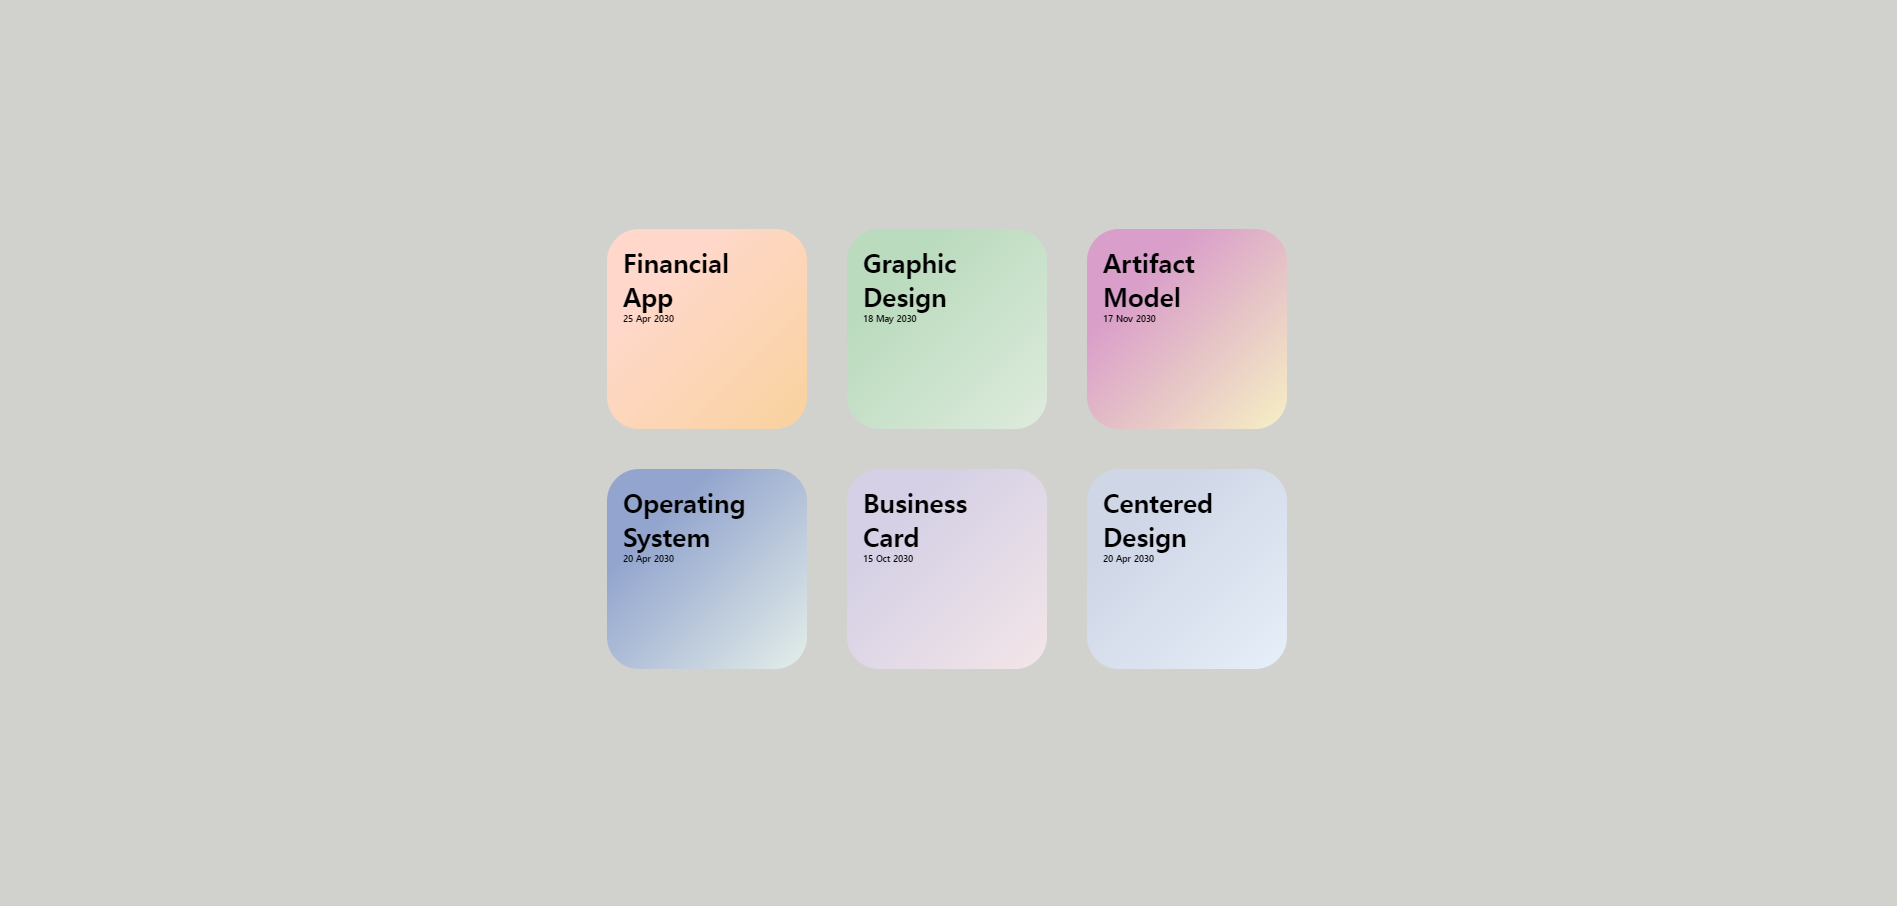 Financial
App
25 Apr 2030
Graphic
Design
18 May 2030
Artifact
Model
17 Nov 2030
Operating
System
20 Apr 2030
Business
Card
15 Oct 2030
Centered
Design
20 Apr 2030